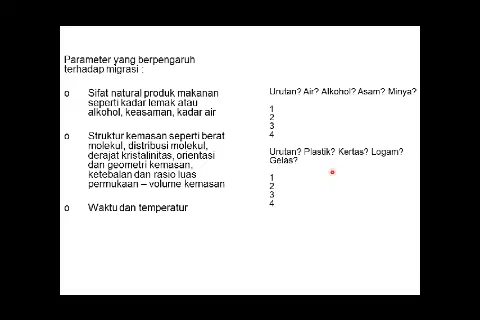 Parameter yang berpengaruh
terhadap migrasi :
o Sifat natural produk makanan
seperti kadar lemak atau
alkohol, keasaman, kadar air
o Struktur kemasan seperti berat
molekul, distribusi molekul,
derajat kristalinitas, orientasi
dan geometri kemasan,
ketebalan dan rasio luas
permukaan – volume kemasan
o Waktu dan temperatur
Urutan? Air? Alkohol? Asam? Minya?
1
2
3
4
Urutan? Plastik? Kertas? Logam?
Gelas?
1
2
3
4